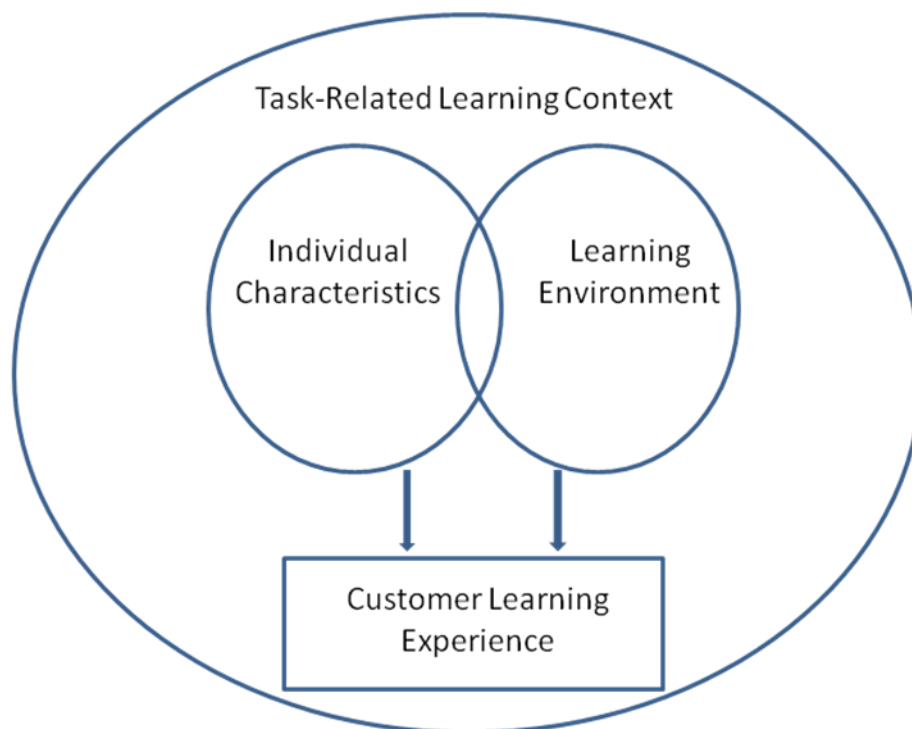 Task-Related Learning Context
Individual
Characteristics
Learning
Environment
Customer Learning
Experience